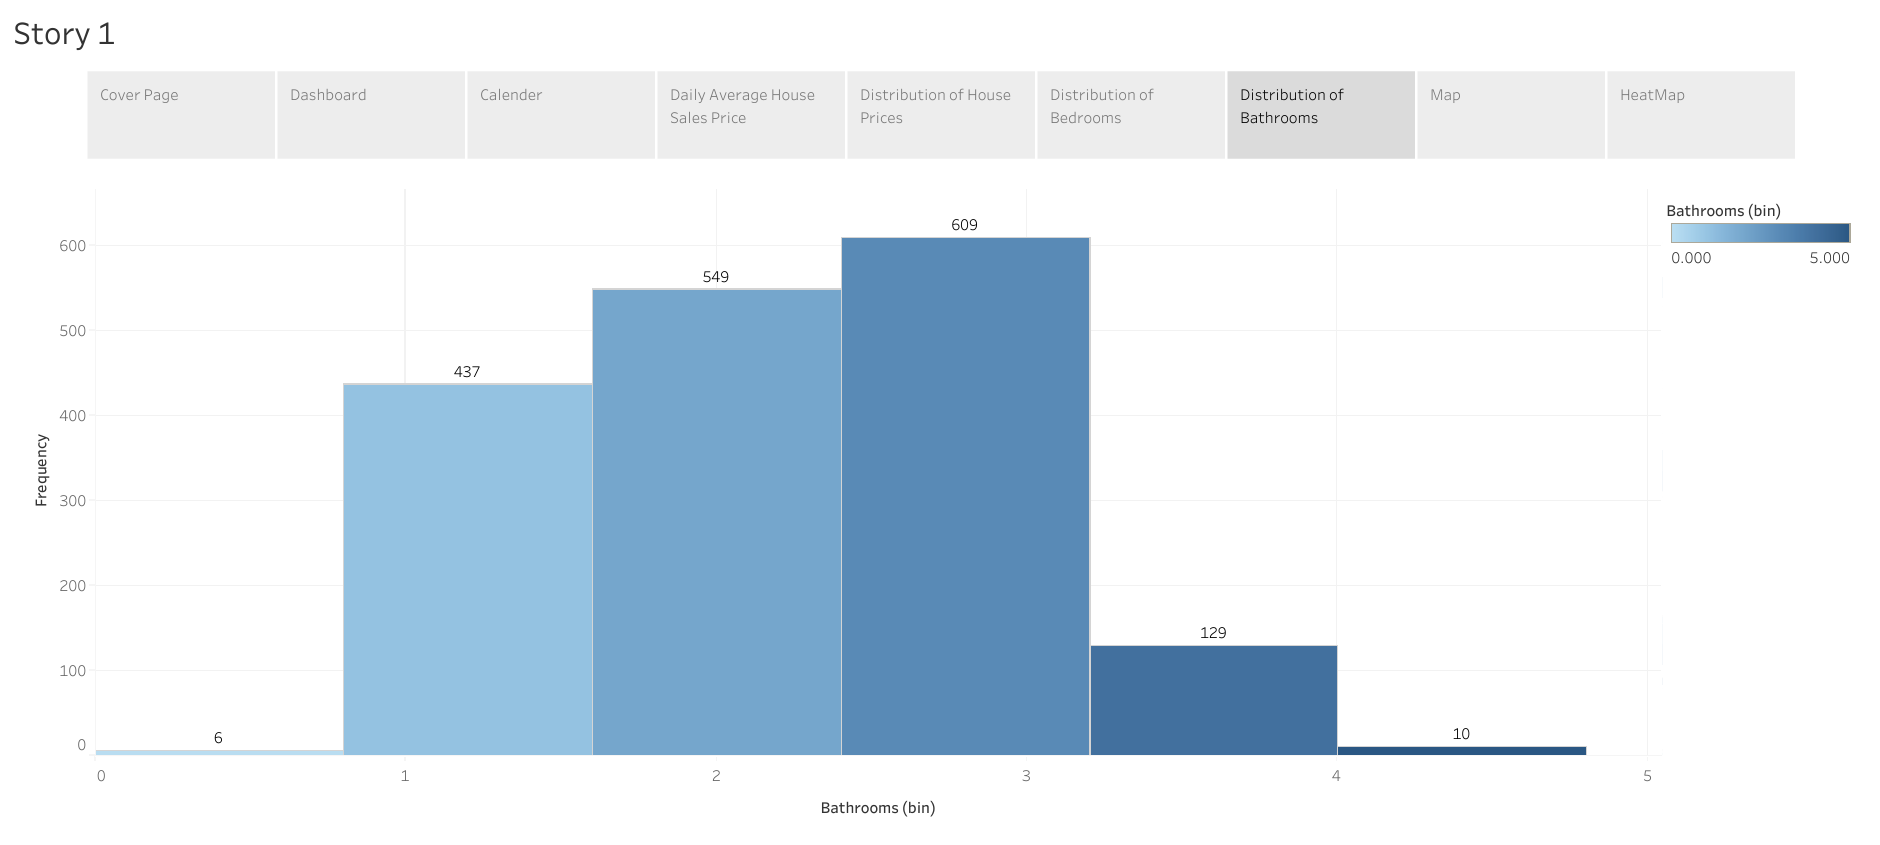 Story 1
Cover Page
Dashboard
Calender
Daily Average House
Sales Price
Distribution of House
Prices
Distribution of
Bedrooms
Distribution of
Bathrooms
Map
HeatMap
Bathrooms (bin)
0.000 5.000
Frequency
600
500
400
300
200
100
0
6
437
549
609
129
10
0 1 2 3 4 5
Bathrooms (bin)